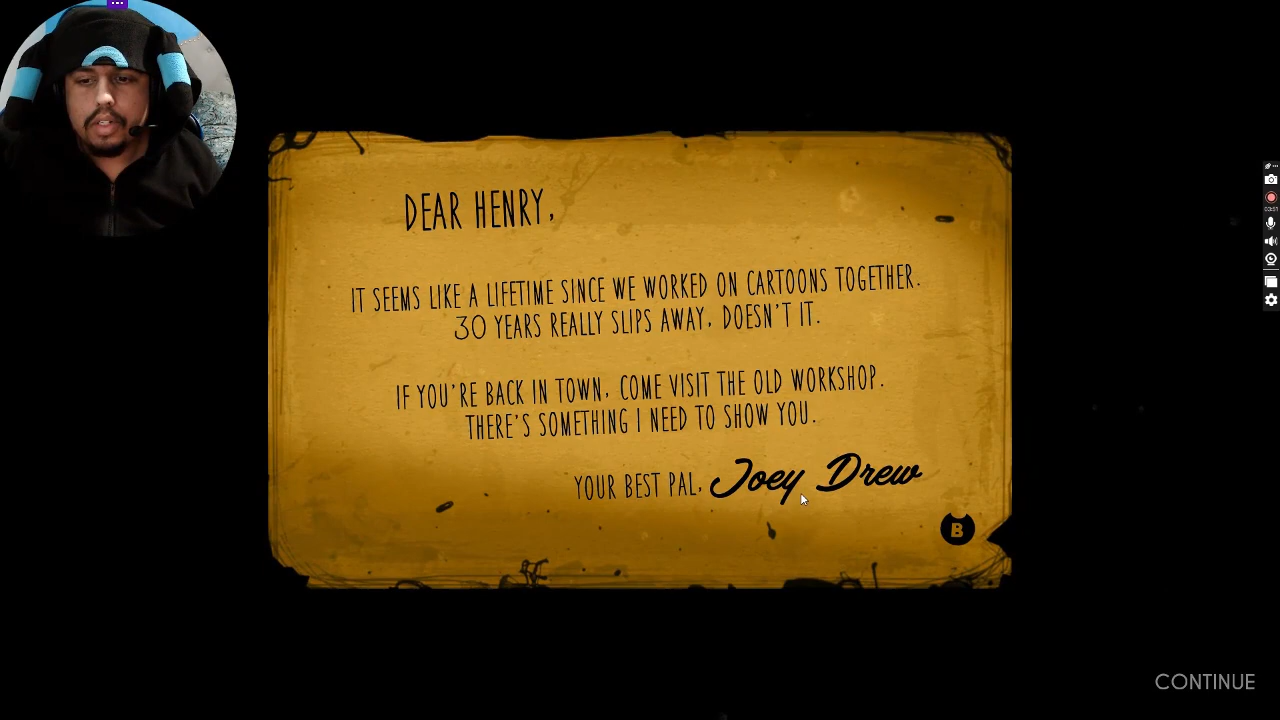 DEAR HENRY,
IT SEEMS LIKE A LIFETIME SINCE WE WORKED ON CARTOONS TOGETHER.
30 YEARS REALLY SLIPS AWAY, DOESN'T IT.
IF YOU'RE BACK IN TOWN, COME VISIT THE OLD WORKSHOP.
THERE'S SOMETHING I NEED TO SHOW YOU.
YOUR BEST PAL, Joey Drew
B
CONTINUE